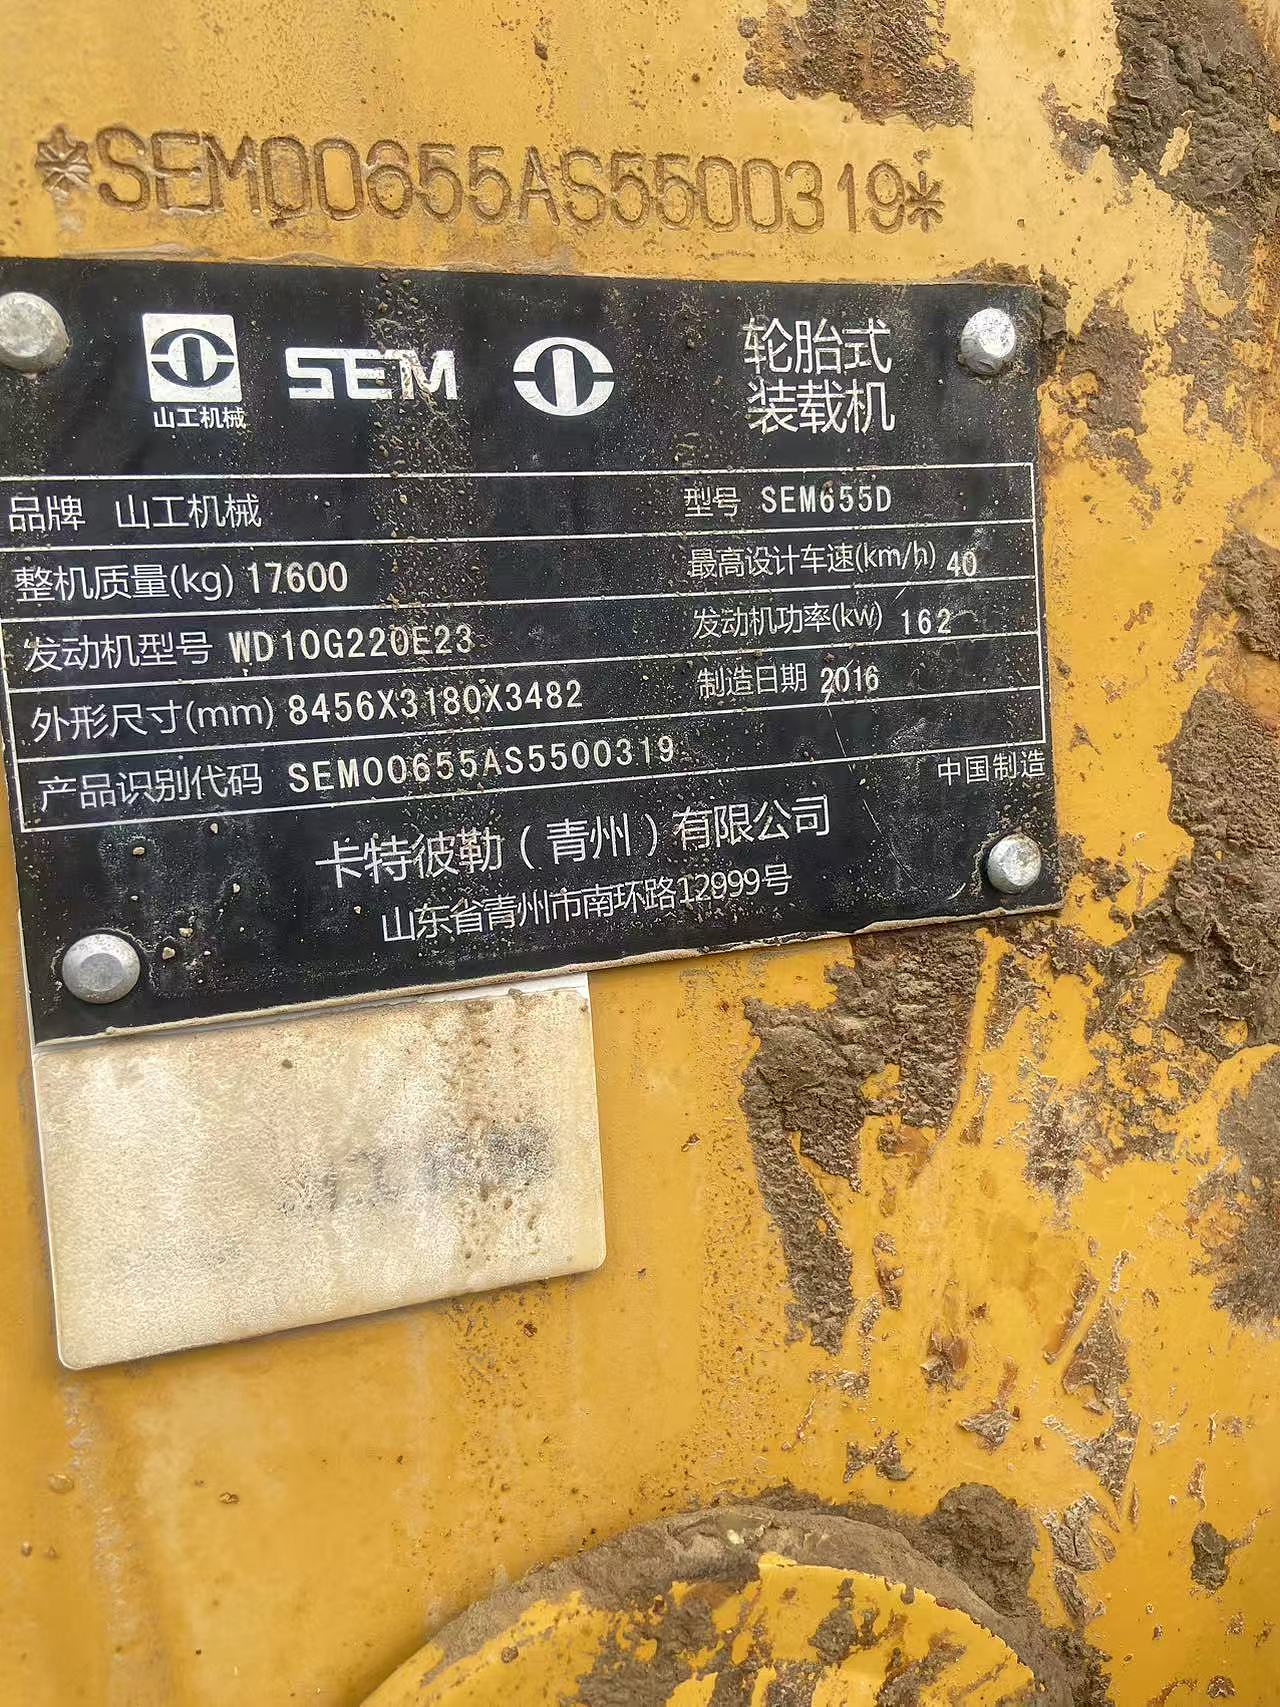 *SEM00655AS5500319*
山工机械
SEM
轮胎式
装载机
品牌 山工机械 型号 SEM655D
整机质量(kg) 17600 最高设计车速(km/h) 40
发动机型号 WD10G220E23 发动机功率(kw) 162
外形尺寸(mm) 8456X3180X3482 制造日期 2016
产品识别代码 SEM00655AS5500319
中国制造
卡特彼勒（青州）有限公司
山东省青州市南环路12999号